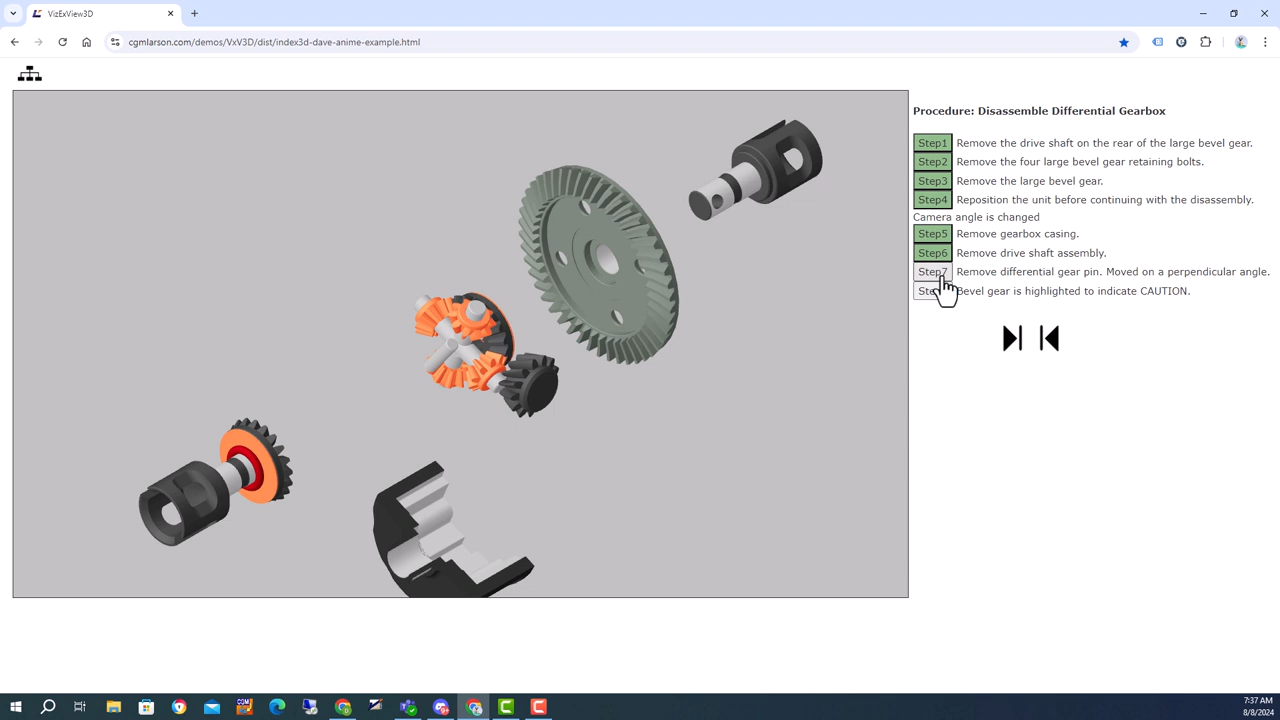 VizExView3D
cgmlarson.com/demos/VxV3D/dist/index3d-dave-anime-example.html
Procedure: Disassemble Differential Gearbox
Step1 Remove the drive shaft on the rear of the large bevel gear.
Step2 Remove the four large bevel gear retaining bolts.
Step3 Remove the large bevel gear.
Step4 Reposition the unit before continuing with the disassembly.
Camera angle is changed
Step5 Remove gearbox casing.
Step6 Remove drive shaft assembly.
Step7 Remove differential gear pin. Moved on a perpendicular angle.
Bevel gear is highlighted to indicate CAUTION.
7:37 AM
8/8/2024